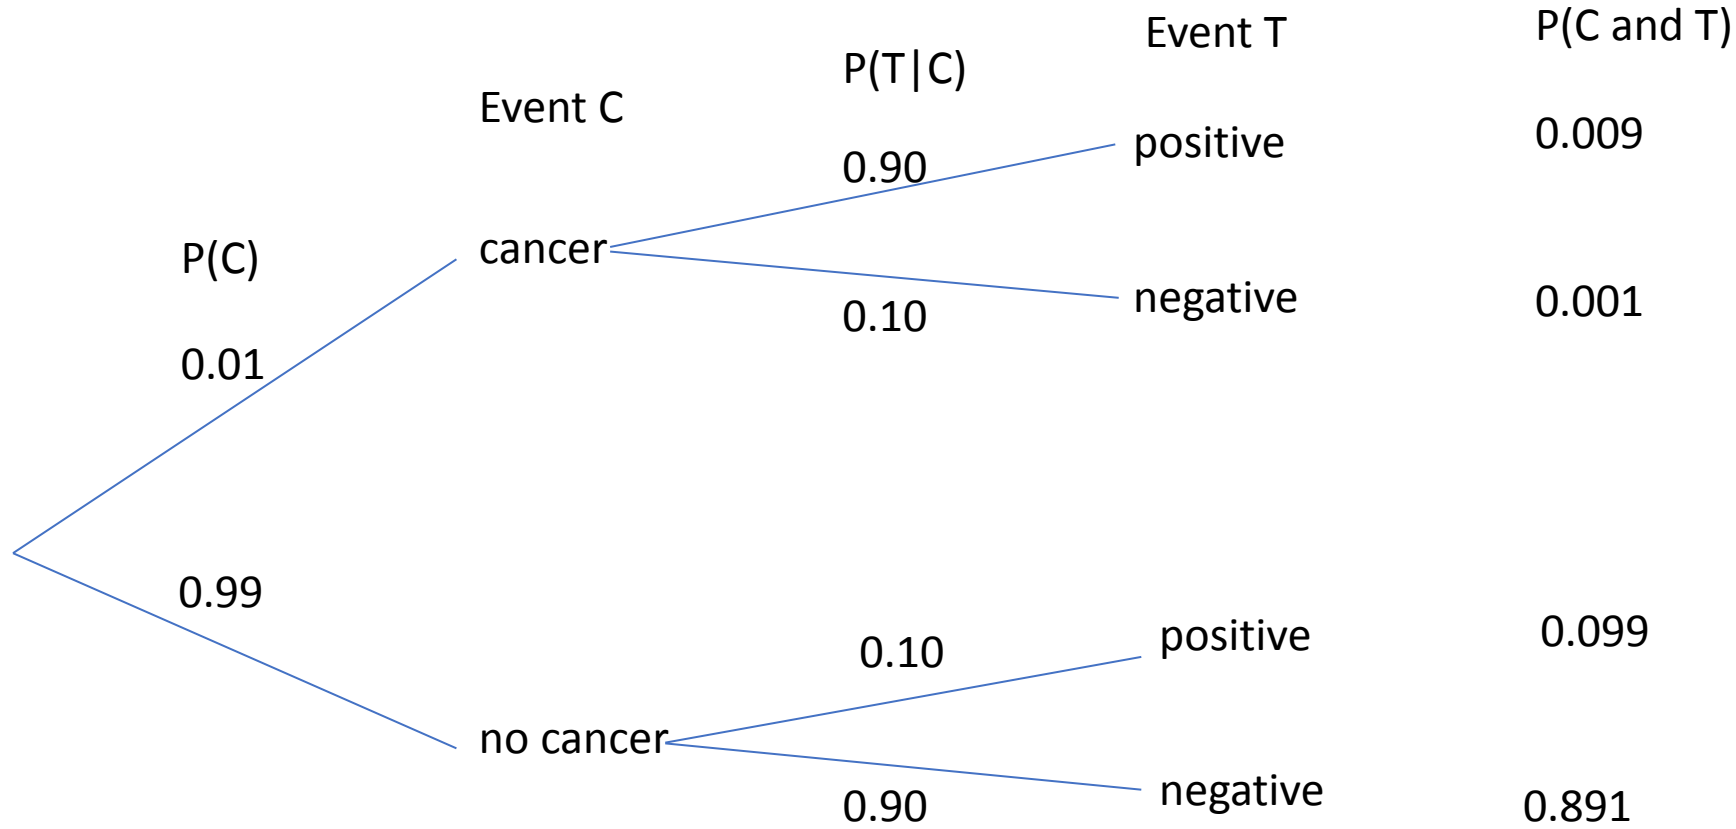 P(C and T)
Event T
P(T|C)
Event C
positive
0.009
0.90
cancer
P(C)
negative
0.001
0.10
0.01
0.99
positive
0.099
0.10
no cancer
negative
0.891
0.90